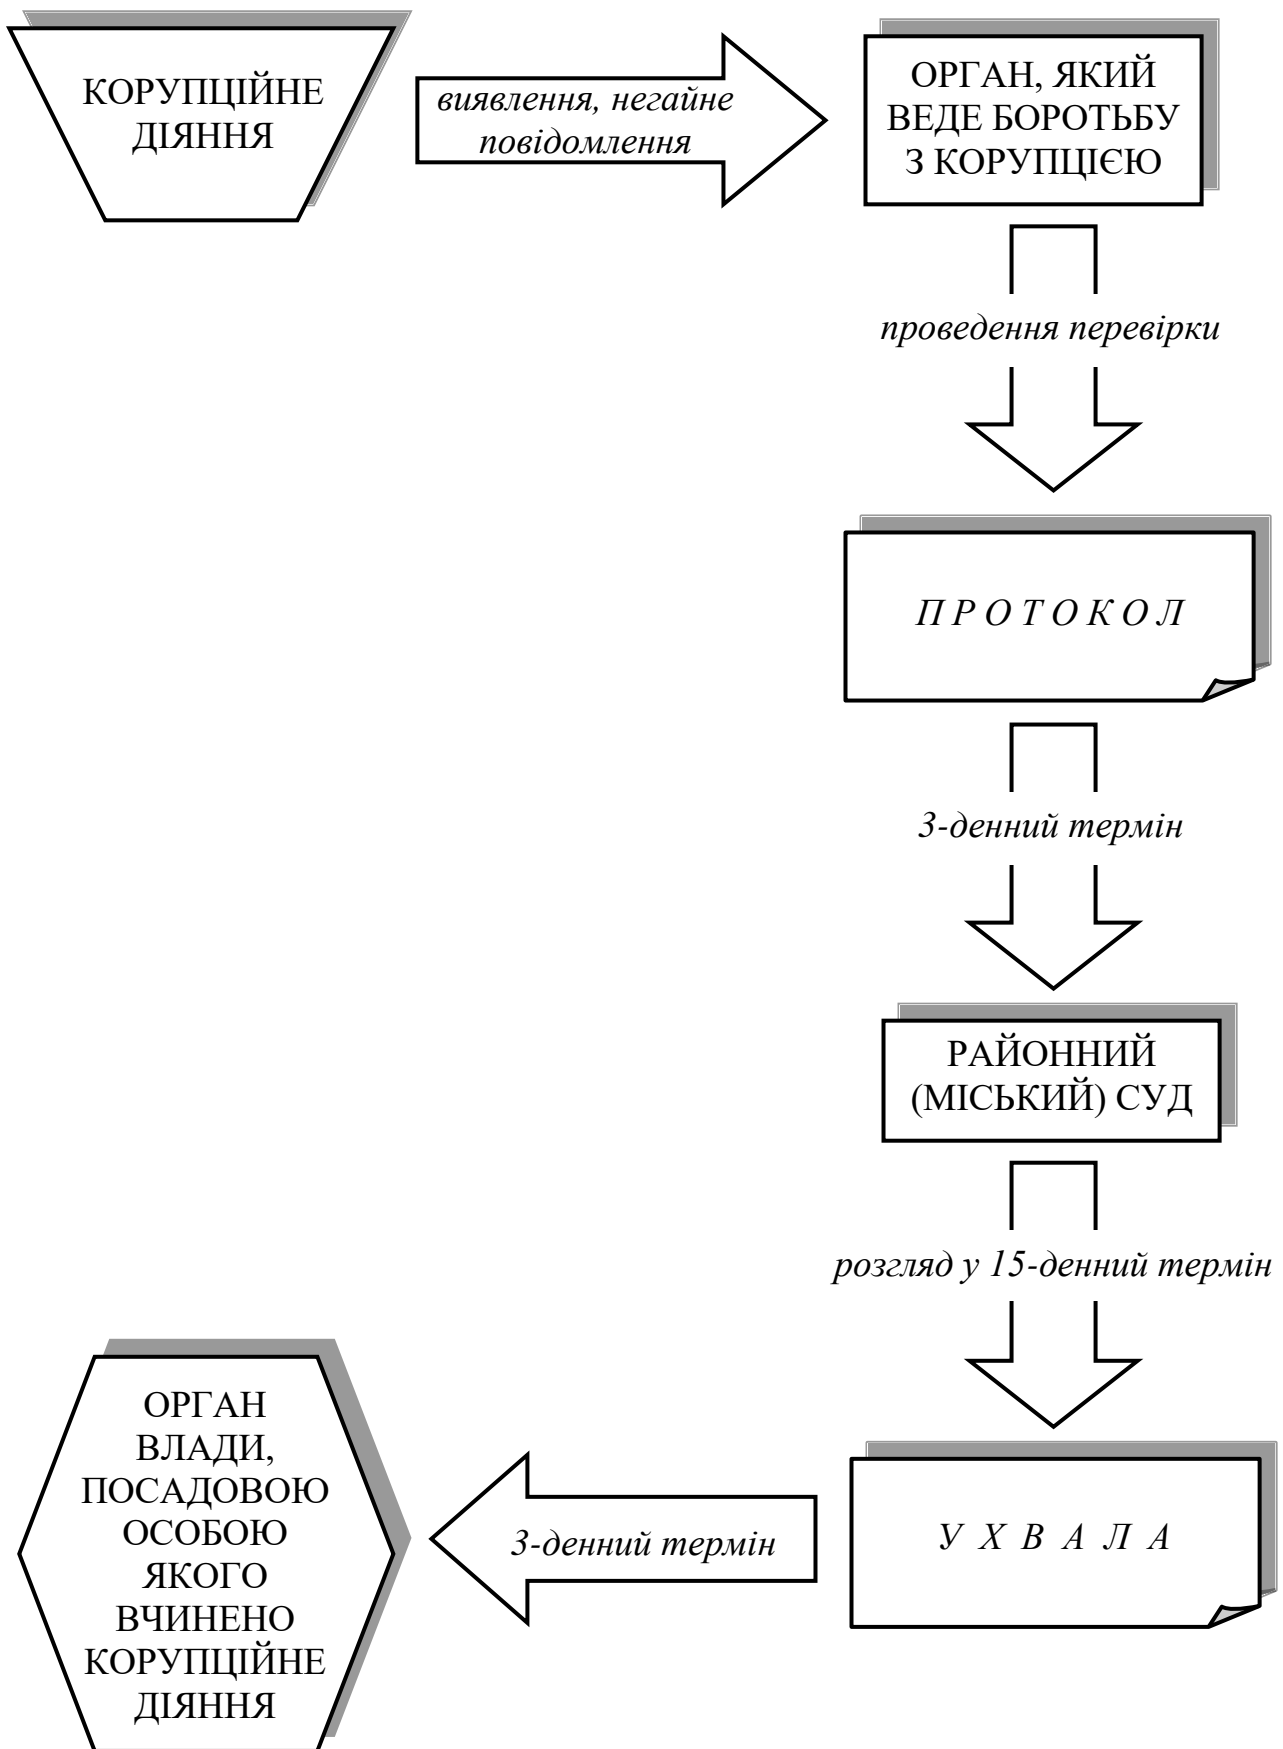 КОРУПЦІЙНЕ
ДІЯННЯ
виявлення, негайне
повідомлення
ОРГАН, ЯКИЙ
ВЕДЕ БОРОТЬБУ
З КОРУПЦІЄЮ
проведення перевірки
П Р О Т О К О Л
3-денний термін
РАЙОННИЙ
(МІСЬКИЙ) СУД
розгляд у 15-денний термін
У Х В А Л А
3-денний термін
ОРГАН
ВЛАДИ,
ПОСАДОВОЮ
ОСОБОЮ
ЯКОГО
ВЧИНЕНО
КОРУПЦІЙНЕ
ДІЯННЯ